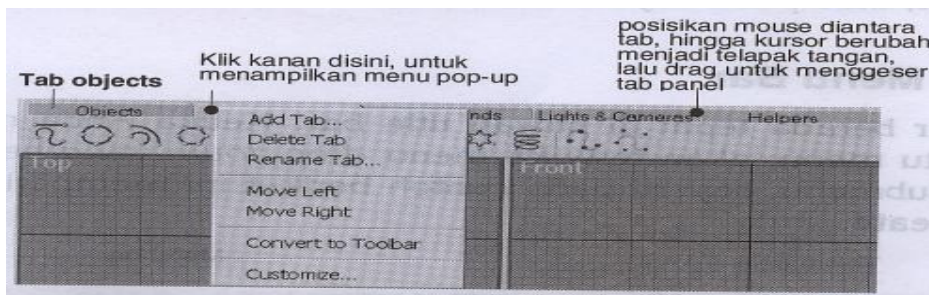 posisikan mouse diantara
tab, hingga kursor berubah
menjadi telapak tangan,
lalu drag untuk menggeser
tab panel
Klik kanan disini, untuk
menampilkan menu pop-up
Tab objects
Objects
nds
Lights & Cameras
Helpers
Add Tab...
Delete Tab
Rename Tab...
Move Left
Move Right
Convert to Toolbar
Customize...
Top
Front